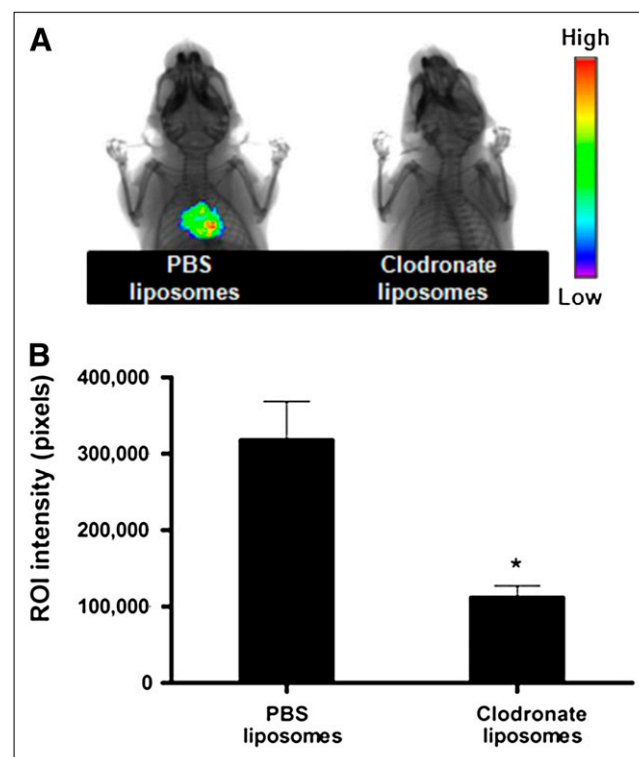 A
High
PBS
liposomes
Clodronate
liposomes
Low
B
ROI intensity (pixels)
400,000
300,000
200,000
100,000
0
*
PBS
liposomes
Clodronate
liposomes